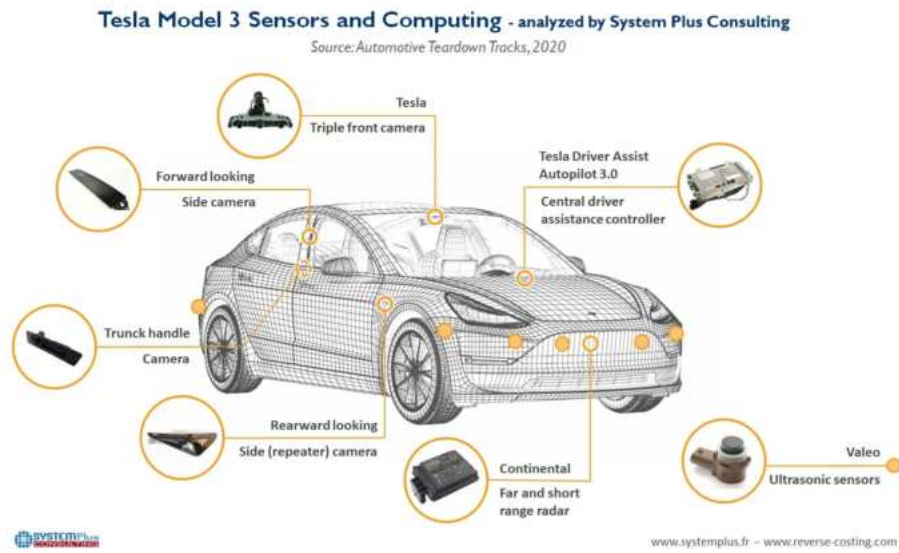 Tesla Model 3 Sensors and Computing - analyzed by System Plus Consulting
Source: Automotive Teardown Tracks, 2020
Tesla
Triple front camera
Forward looking
Side camera
Tesla Driver Assist
Autopilot 3.0
Central driver
assistance controller
Trunck handle
Camera
Rearward looking
Side (repeater) camera
Continental
Far and short
range radar
Valeo
Ultrasonic sensors
SYSTEMPlus
CONSULTING
www.systemplus.fr – www.reverse-costing.com